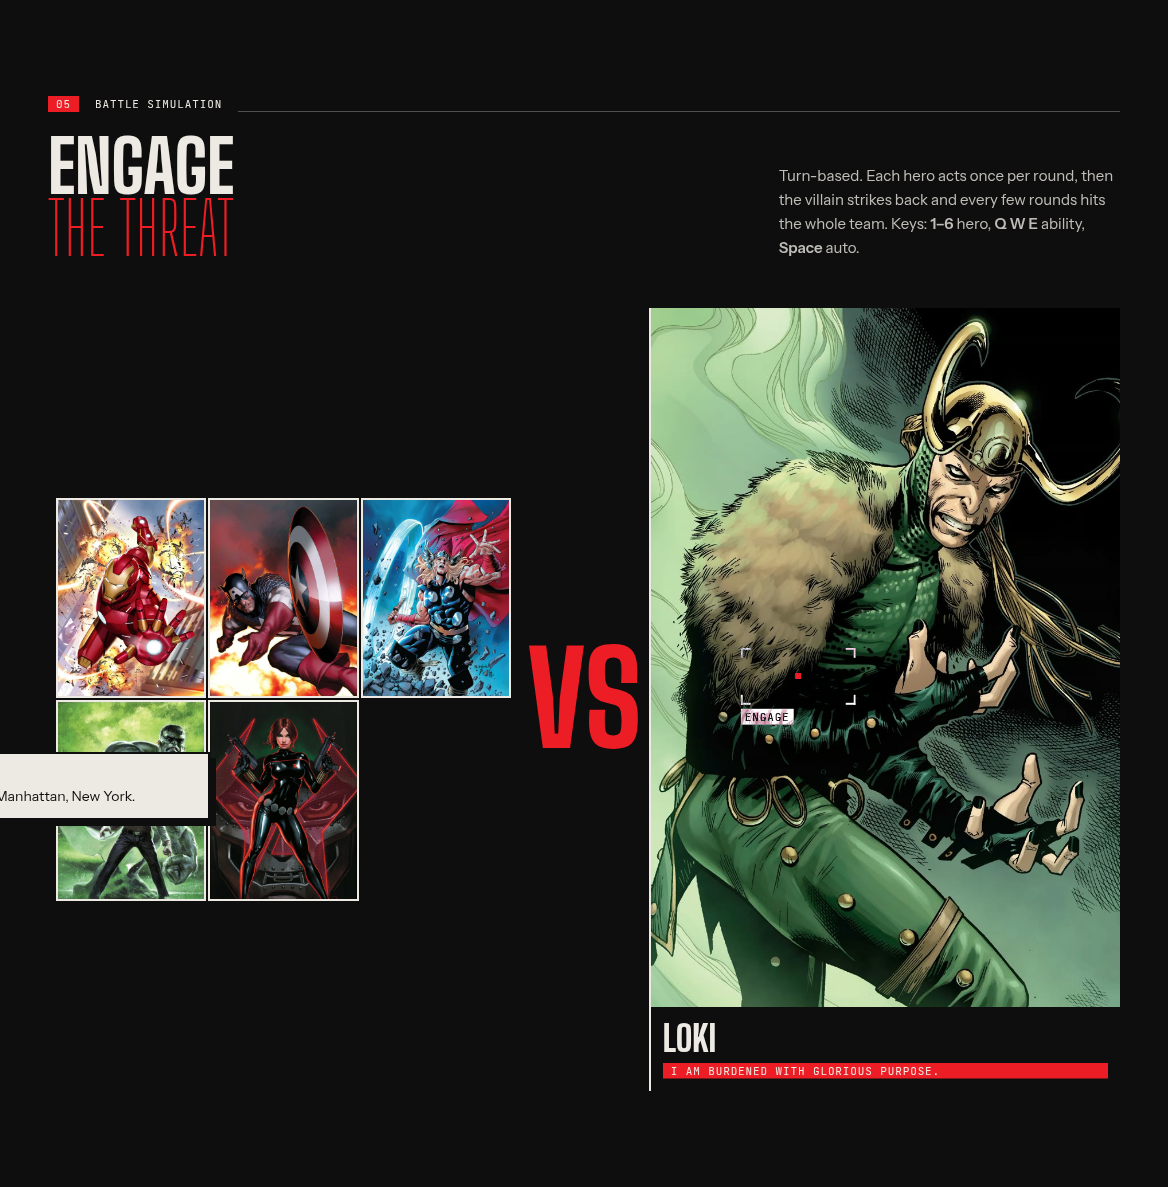 05 BATTLE SIMULATION
ENGAGE
THE THREAT
Turn-based. Each hero acts once per round, then
the villain strikes back and every few rounds hits
the whole team. Keys: 1–6 hero, Q W E ability,
Space auto.
VS
ENGAGE
Manhattan, New York.
LOKI
I AM BURDENED WITH GLORIOUS PURPOSE.